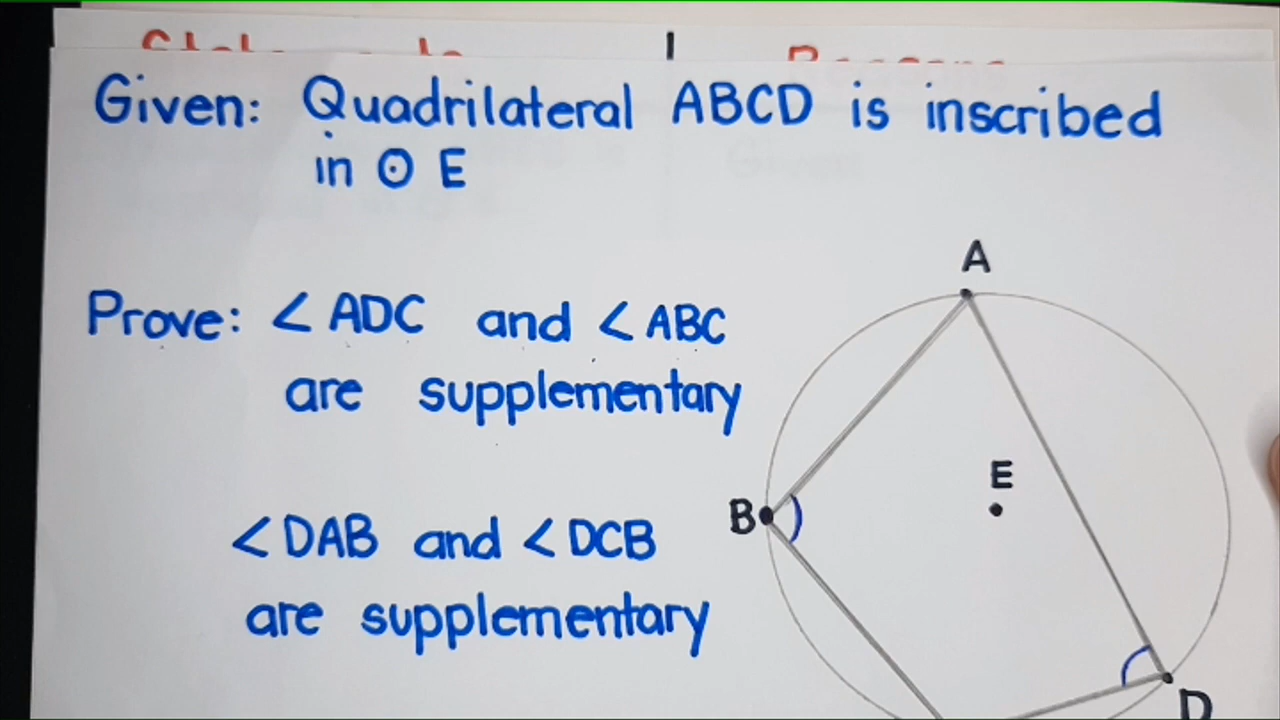 Given: Quadrilateral ABCD is inscribed
in ⊙ E
Prove: ∠ ADC and ∠ ABC
are supplementary
∠ DAB and ∠ DCB
are supplementary
A
E
B
D